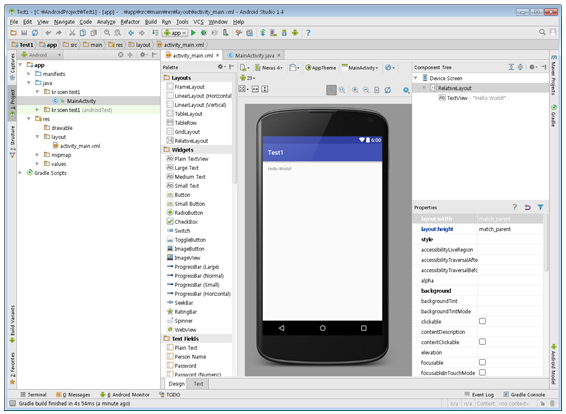 Test1 - [C:\AndroidProject\Test1] - [app] - ...\app\src\main\res\layout\activity_main.xml - Android Studio 1.4
File Edit View Navigate Code Analyze Refactor Build Run Tools VCS Window Help
app
Test1 app src main res layout activity_main.xml
Android
activity_main.xml
MainActivity.java
app
manifests
java
kr.soen.test1
MainActivity
kr.soen.test1 (androidTest)
res
drawable
layout
activity_main.xml
mipmap
values
Gradle Scripts
Captures
1: Project
7: Structure
Build Variants
2: Favorites
Palette
Layouts
FrameLayout
LinearLayout (Horizontal)
LinearLayout (Vertical)
TableLayout
TableRow
GridLayout
RelativeLayout
Widgets
Plain TextView
Large Text
Medium Text
Small Text
Button
Small Button
RadioButton
CheckBox
Switch
ToggleButton
ImageButton
ImageView
ProgressBar (Large)
ProgressBar (Normal)
ProgressBar (Small)
ProgressBar (Horizontal)
SeekBar
RatingBar
Spinner
WebView
Text Fields
Plain Text
Person Name
Password
Password (Numeric)
Design Text
Nexus 4 AppTheme MainActivity
23
6:00
Test1
Hello World!
Component Tree
Device Screen
RelativeLayout
TextView - "Hello World!"
Properties
layout:width match_parent
layout:height match_parent
style
accessibilityLiveRegion
accessibilityTraversalAfte
accessibilityTraversalBefo
alpha
background
backgroundTint
backgroundTintMode
clickable
contentDescription
contextClickable
elevation
focusable
focusableInTouchMode
Maven Projects
Gradle
Android Model
Terminal 0: Messages 6: Android Monitor TODO
Event Log Gradle Console
Gradle build finished in 4s 54ms (a minute ago)
n/a n/a Context: <no context>